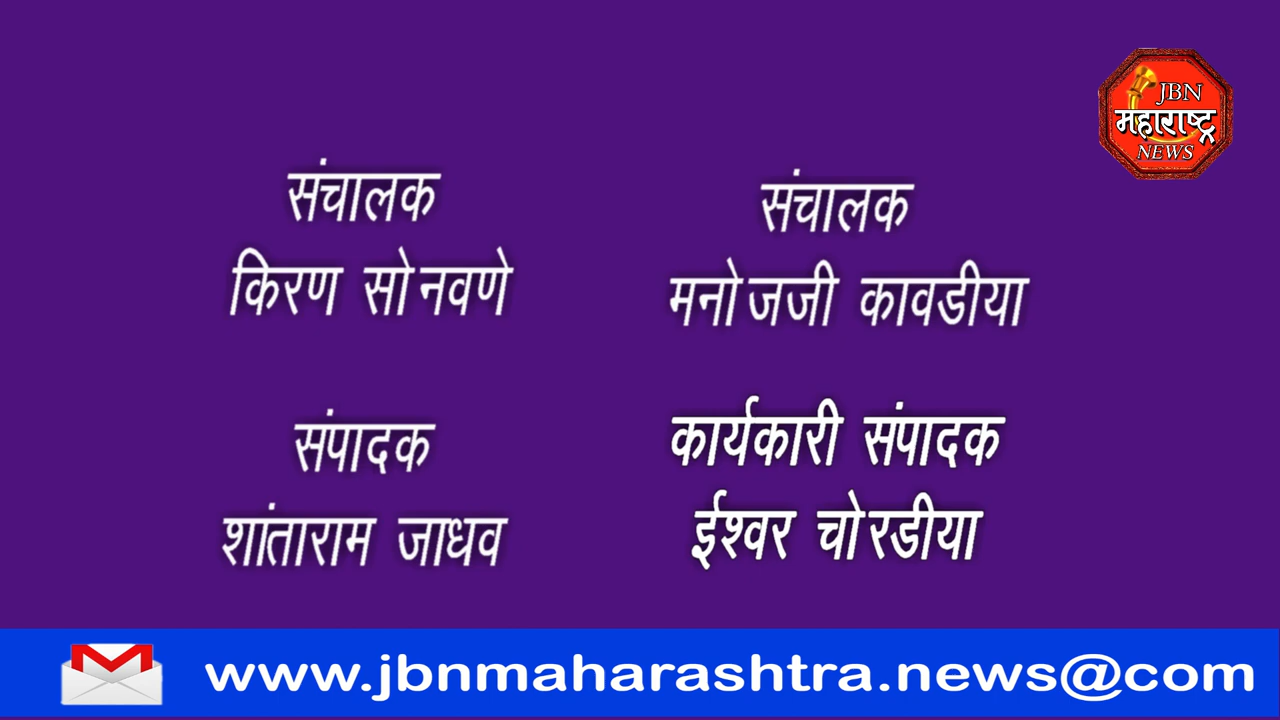 JBN
महाराष्ट्र
NEWS
संचालक
किरण सोनवणे
संचालक
मनोजजी कावडीया
संपादक
शांताराम जाधव
कार्यकारी संपादक
ईश्वर चोरडीया
www.jbnmaharashtra.news@com